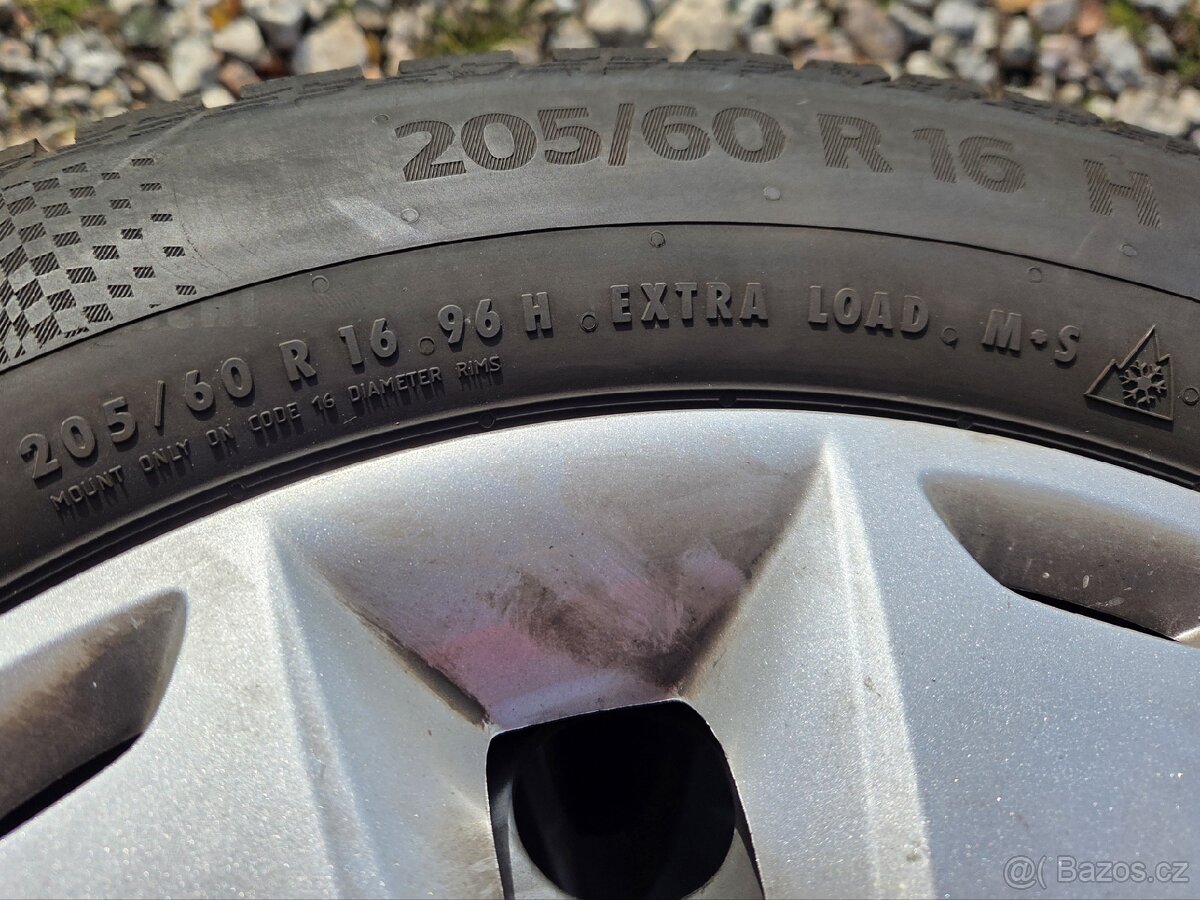 205/60 R 16 H
205/60 R 16 . 96 H . EXTRA LOAD . M+S
MOUNT ONLY ON CODE 16 DIAMETER RIMS
@( Bazos.cz